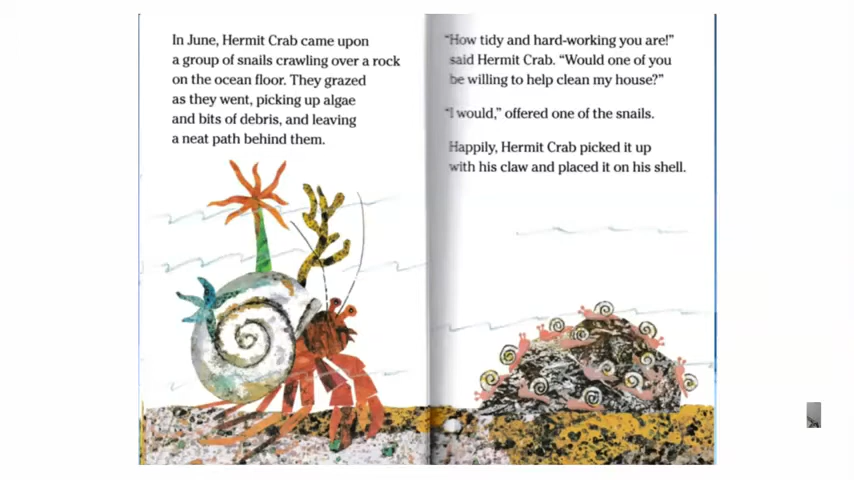 In June, Hermit Crab came upon
a group of snails crawling over a rock
on the ocean floor. They grazed
as they went, picking up algae
and bits of debris, and leaving
a neat path behind them.
“How tidy and hard-working you are!”
said Hermit Crab. “Would one of you
be willing to help clean my house?”
“I would,” offered one of the snails.
Happily, Hermit Crab picked it up
with his claw and placed it on his shell.